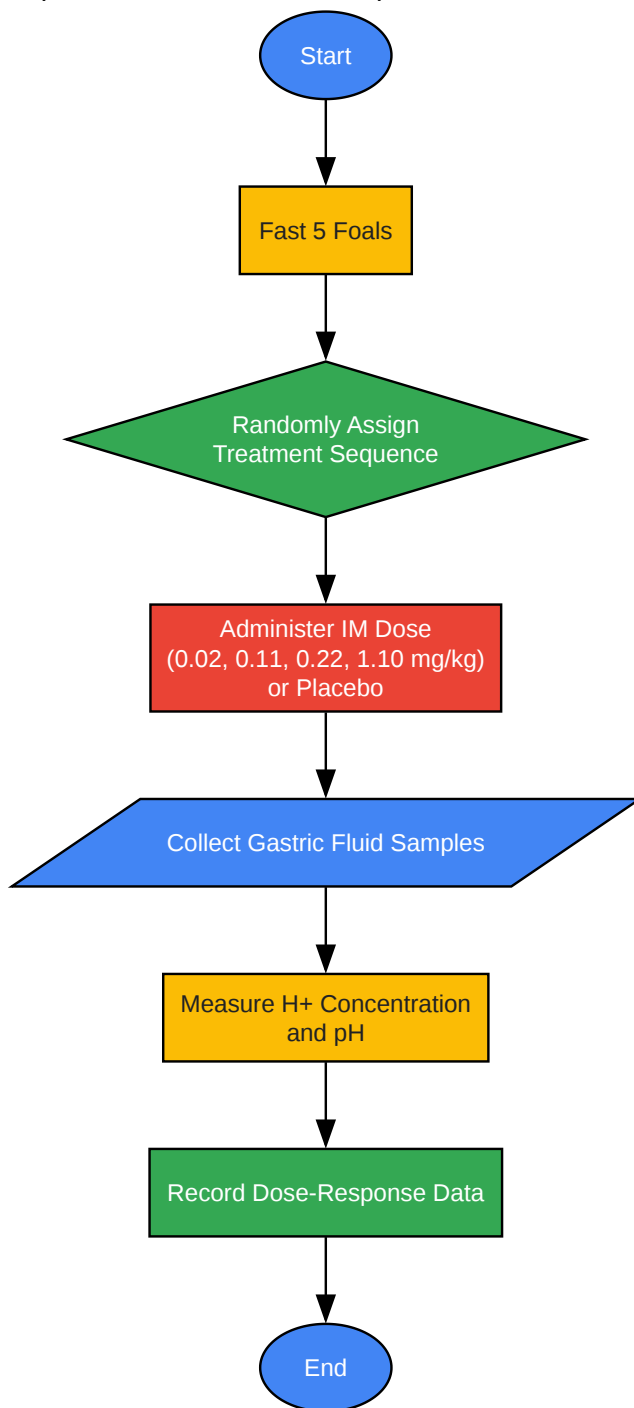 Start
Fast 5 Foals
Randomly Assign
Treatment Sequence
Administer IM Dose
(0.02, 0.11, 0.22, 1.10 mg/kg)
or Placebo
Collect Gastric Fluid Samples
Measure H+ Concentration
and pH
Record Dose-Response Data
End